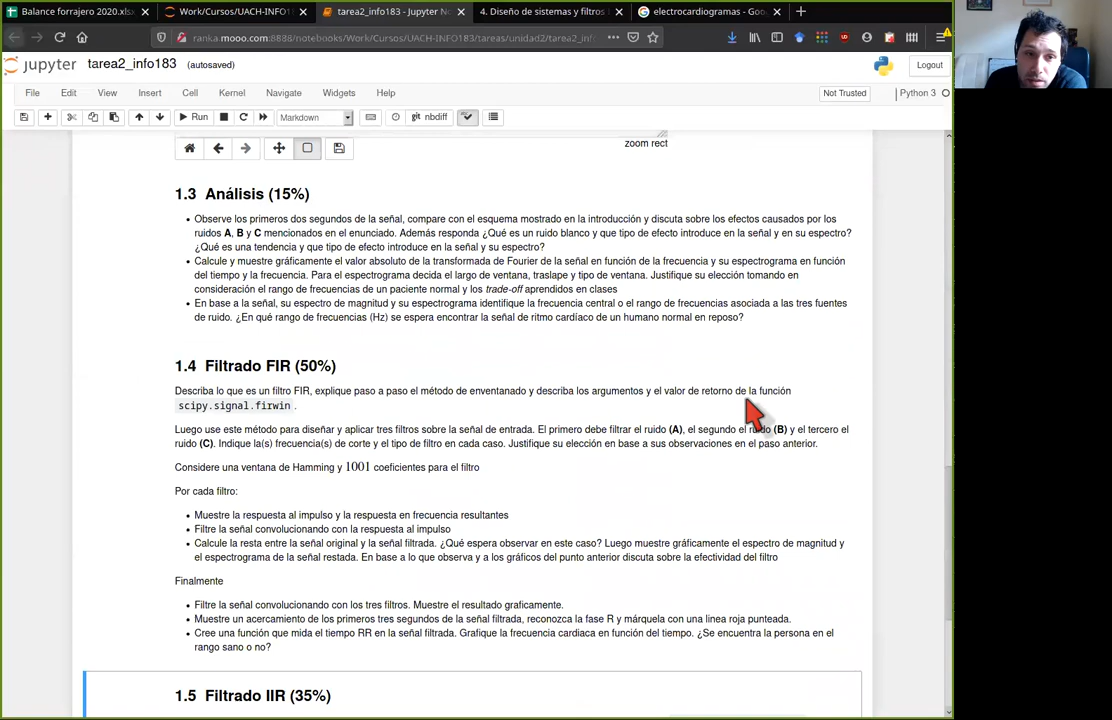 Balance forrajero 2020.xlsx
Work/Cursos/UACH-INFO1
tarea2_info183 - Jupyter No
4. Diseño de sistemas y filtros
electrocardiogramas - Goo
ranka.mooo.com:8888/notebooks/Work/Cursos/UACH-INFO183/tareas/unidad2/tarea2_inf
jupyter tarea2_info183 (autosaved)
Logout
File Edit View Insert Cell Kernel Navigate Widgets Help
Not Trusted
Python 3
Run
Markdown
nbdiff
zoom rect
1.3 Análisis (15%)
• Observe los primeros dos segundos de la señal, compare con el esquema mostrado en la introducción y discuta sobre los efectos causados por los
ruidos A, B y C mencionados en el enunciado. Además responda ¿Qué es un ruido blanco y que tipo de efecto introduce en la señal y en su espectro?
¿Qué es una tendencia y que tipo de efecto introduce en la señal y su espectro?
• Calcule y muestre gráficamente el valor absoluto de la transformada de Fourier de la señal en función de la frecuencia y su espectrograma en función
del tiempo y la frecuencia. Para el espectrograma decida el largo de ventana, traslape y tipo de ventana. Justifique su elección tomando en
consideración el rango de frecuencias de un paciente normal y los trade-off aprendidos en clases
• En base a la señal, su espectro de magnitud y su espectrograma identifique la frecuencia central o el rango de frecuencias asociada a las tres fuentes
de ruido. ¿En qué rango de frecuencias (Hz) se espera encontrar la señal de ritmo cardíaco de un humano normal en reposo?
1.4 Filtrado FIR (50%)
Describa lo que es un filtro FIR, explique paso a paso el método de enventanado y describa los argumentos y el valor de retorno de la función
scipy.signal.firwin .
Luego use este método para diseñar y aplicar tres filtros sobre la señal de entrada. El primero debe filtrar el ruido (A), el segundo el ruido (B) y el tercero el
ruido (C). Indique la(s) frecuencia(s) de corte y el tipo de filtro en cada caso. Justifique su elección en base a sus observaciones en el paso anterior.
Considere una ventana de Hamming y 1001 coeficientes para el filtro
Por cada filtro:
• Muestre la respuesta al impulso y la respuesta en frecuencia resultantes
• Filtre la señal convolucionando con la respuesta al impulso
• Calcule la resta entre la señal original y la señal filtrada. ¿Qué espera observar en este caso? Luego muestre gráficamente el espectro de magnitud y
el espectrograma de la señal restada. En base a lo que observa y a los gráficos del punto anterior discuta sobre la efectividad del filtro
Finalmente
• Filtre la señal convolucionando con los tres filtros. Muestre el resultado graficamente.
• Muestre un acercamiento de los primeros tres segundos de la señal filtrada, reconozca la fase R y márquela con una linea roja punteada.
• Cree una función que mida el tiempo RR en la señal filtrada. Grafique la frecuencia cardiaca en función del tiempo. ¿Se encuentra la persona en el
rango sano o no?
1.5 Filtrado IIR (35%)